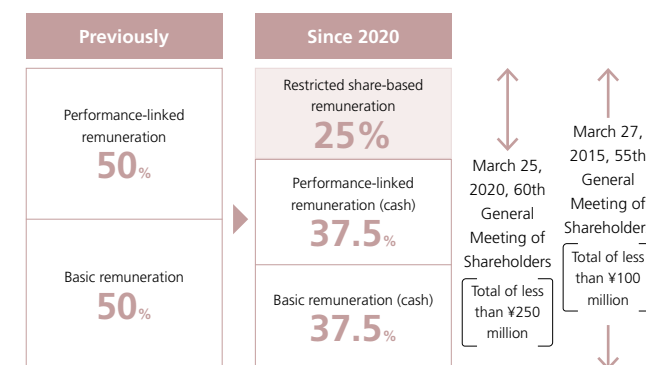 Previously
Performance-linked
remuneration
50%
Basic remuneration
50%
Since 2020
Restricted share-based
remuneration
25%
Performance-linked
remuneration (cash)
37.5%
Basic remuneration (cash)
37.5%
March 25,
2020, 60th
General
Meeting of
Shareholders
Total of less
than ¥250
million
March 27,
2015, 55th
General
Meeting of
Shareholder
Total of less
than ¥100
million